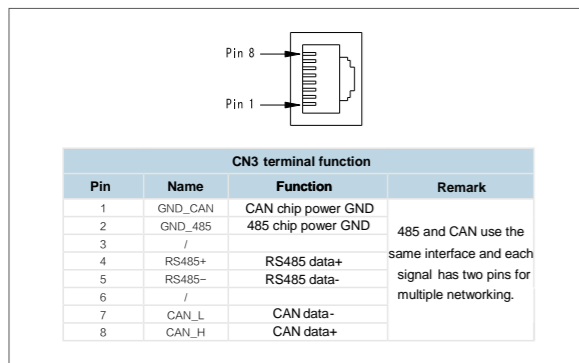 Pin 8
Pin 1
CN3 terminal function
Pin Name Function Remark
1 GND_CAN CAN chip power GND
2 GND_485 485 chip power GND
3 /
4 RS485+ RS485 data+
5 RS485− RS485 data-
6 /
7 CAN_L CAN data-
8 CAN_H CAN data+
485 and CAN use the
same interface and each
signal has two pins for
multiple networking.